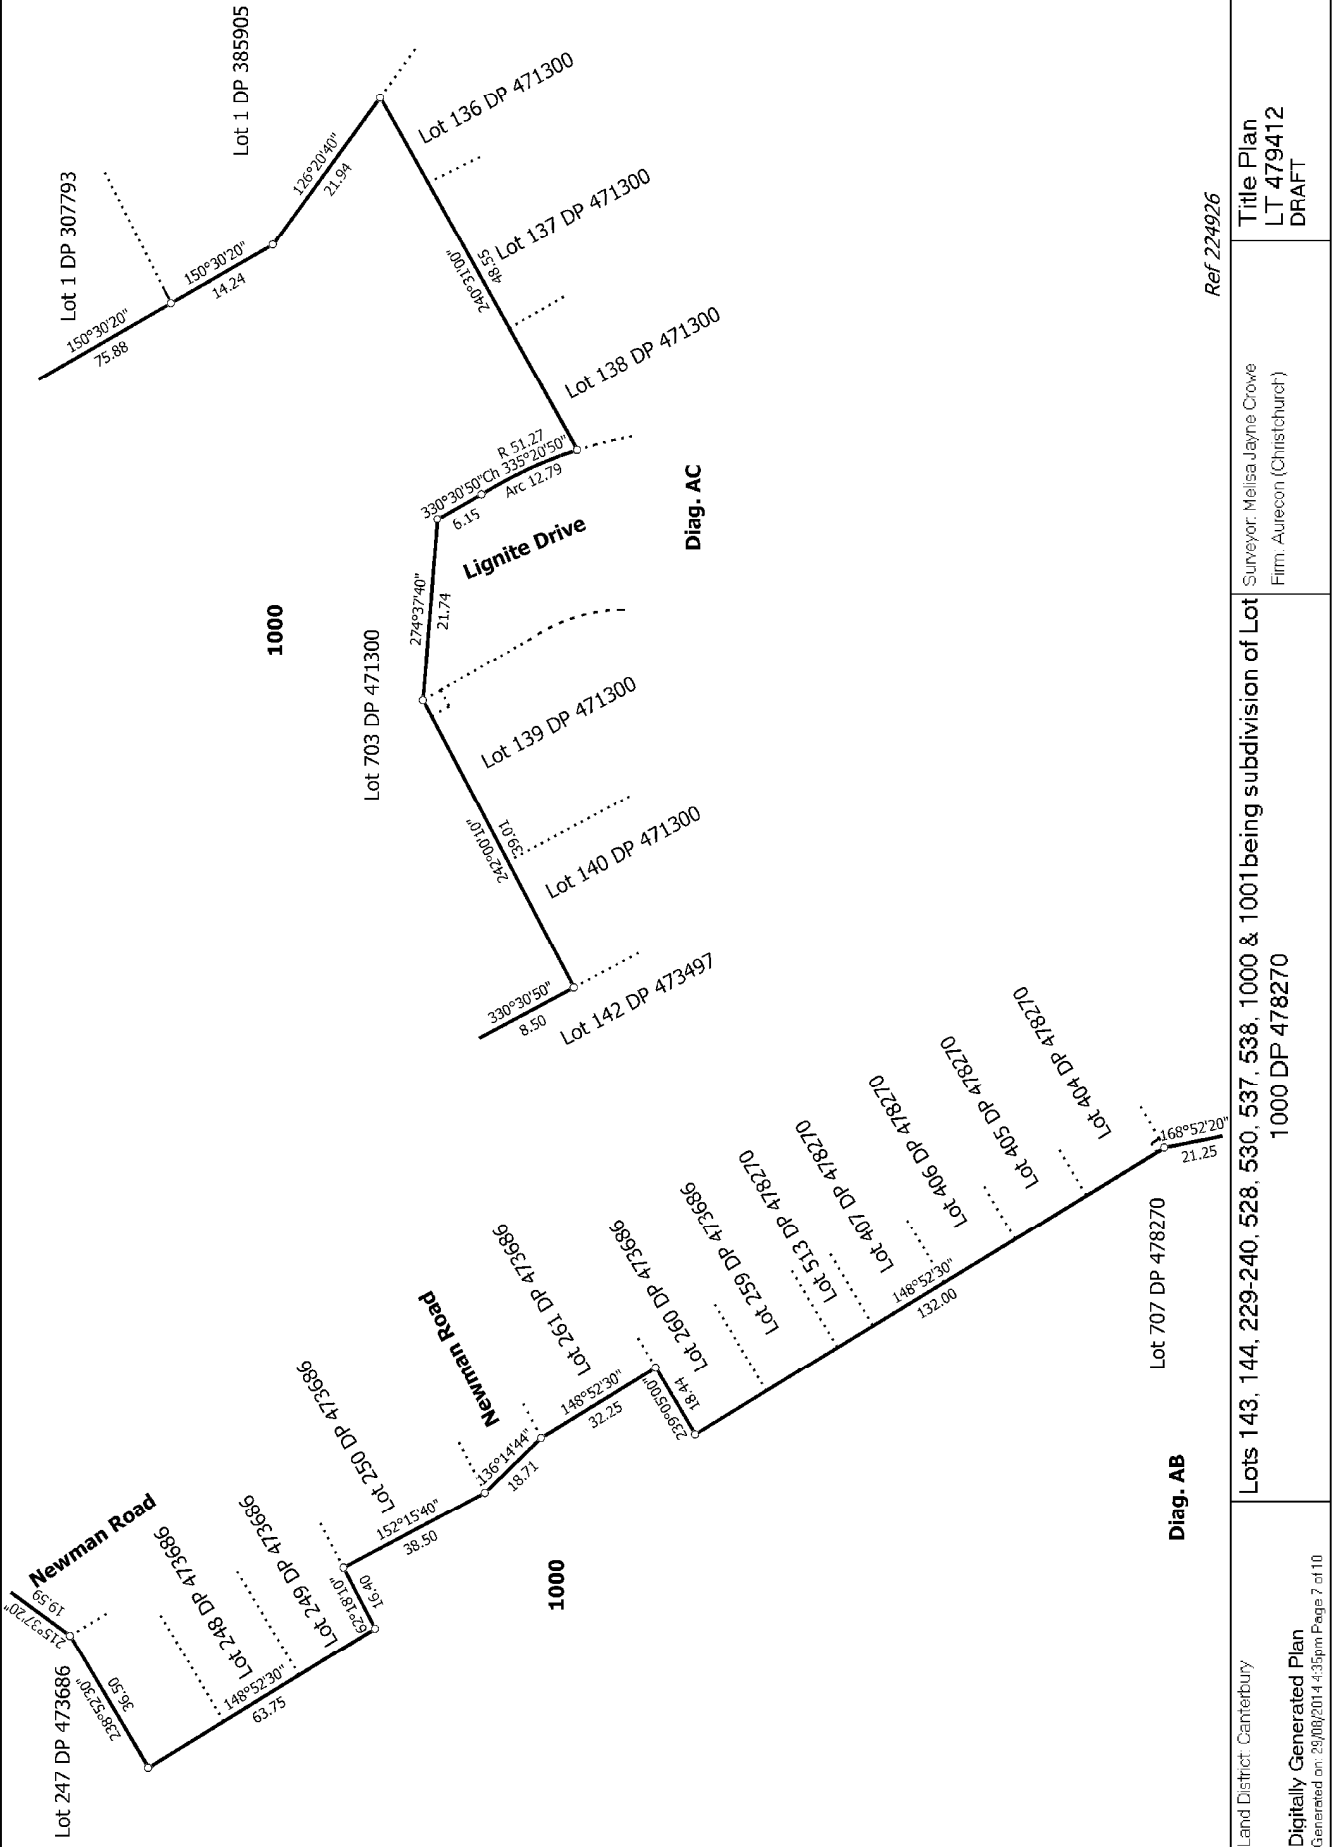 Lot 247 DP 473686
215°37'20"
19.59
Newman Road
238°52'30"
36.50
Lot 248 DP 473686
148°52'30"
63.75
Lot 249 DP 473686
62°18'10"
16.40
Lot 250 DP 473686
152°15'40"
38.50
Newman Road
136°14'44"
18.71
1000
Lot 261 DP 473686
148°52'30"
32.25
Lot 260 DP 473686
239°05'00"
18.44
Lot 259 DP 473686
Lot 513 DP 478270
Lot 407 DP 478270
148°52'30"
132.00
Lot 406 DP 478270
Lot 405 DP 478270
Lot 404 DP 478270
168°52'20"
21.25
Lot 707 DP 478270
Diag. AB
330°30'50"
8.50
Lot 142 DP 473497
Lot 140 DP 471300
242°00'10"
39.01
Lot 139 DP 471300
Lot 703 DP 471300
1000
274°37'40"
21.74
Lignite Drive
330°30'50"
6.15
R 51.27
Ch 335°20'50"
Arc 12.79
Diag. AC
Lot 138 DP 471300
240°31'00"
48.55
Lot 137 DP 471300
Lot 136 DP 471300
Lot 1 DP 307793
150°30'20"
75.88
150°30'20"
14.24
Lot 1 DP 385905
126°20'40"
21.94
Ref 224926
Land District: Canterbury
Digitally Generated Plan
Generated on: 29/08/2014 4:35pm Page 7 of 10
Lots 143, 144, 229-240, 528, 530, 537, 538, 1000 & 1001being subdivision of Lot
1000 DP 478270
Surveyor: Melisa Jayne Crowe
Firm: Aurecon (Christchurch)
Title Plan
LT 479412
DRAFT